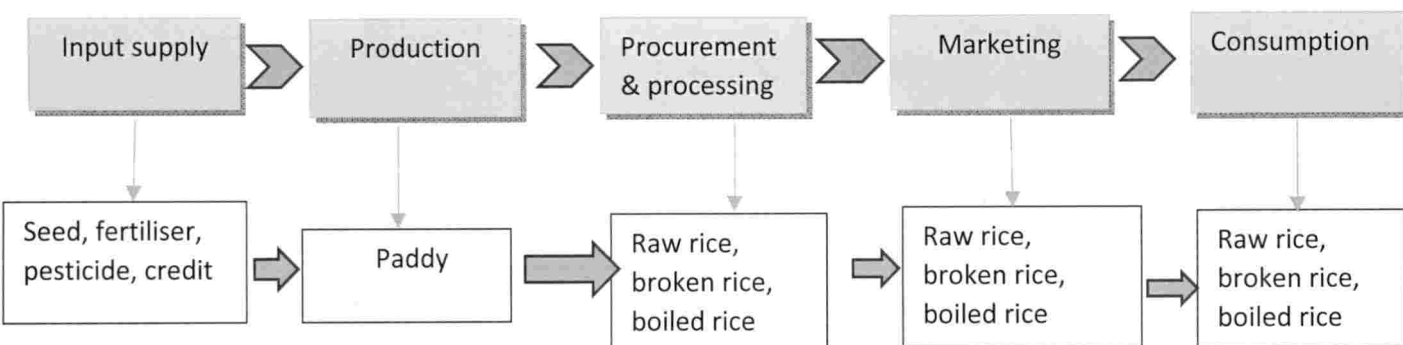 Input supply
Production
Procurement
& processing
Marketing
Consumption
Seed, fertiliser,
pesticide, credit
Paddy
Raw rice,
broken rice,
boiled rice
Raw rice,
broken rice,
boiled rice
Raw rice,
broken rice,
boiled rice